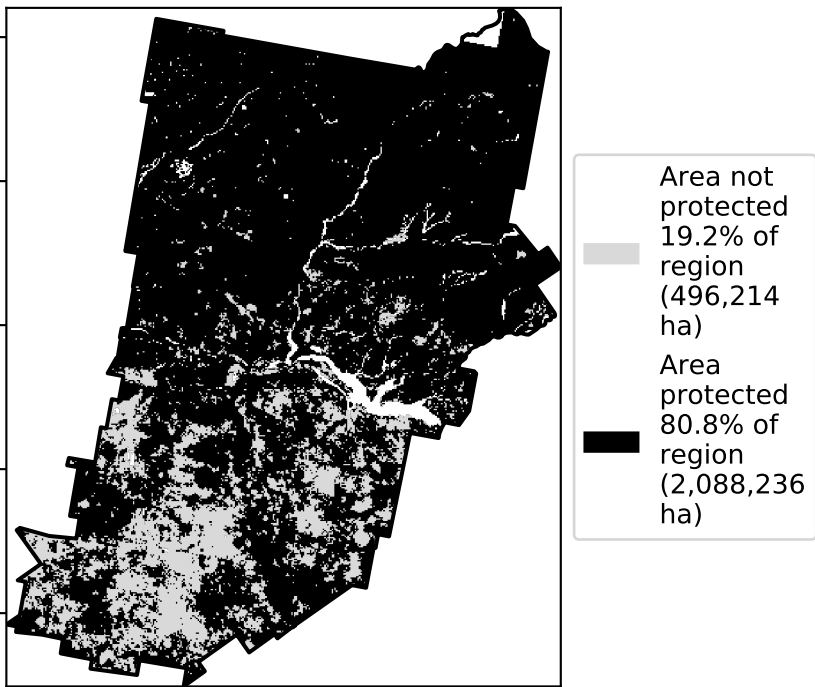 Area not
protected
19.2% of
region
(496,214
ha)
Area
protected
80.8% of
region
(2,088,236
ha)